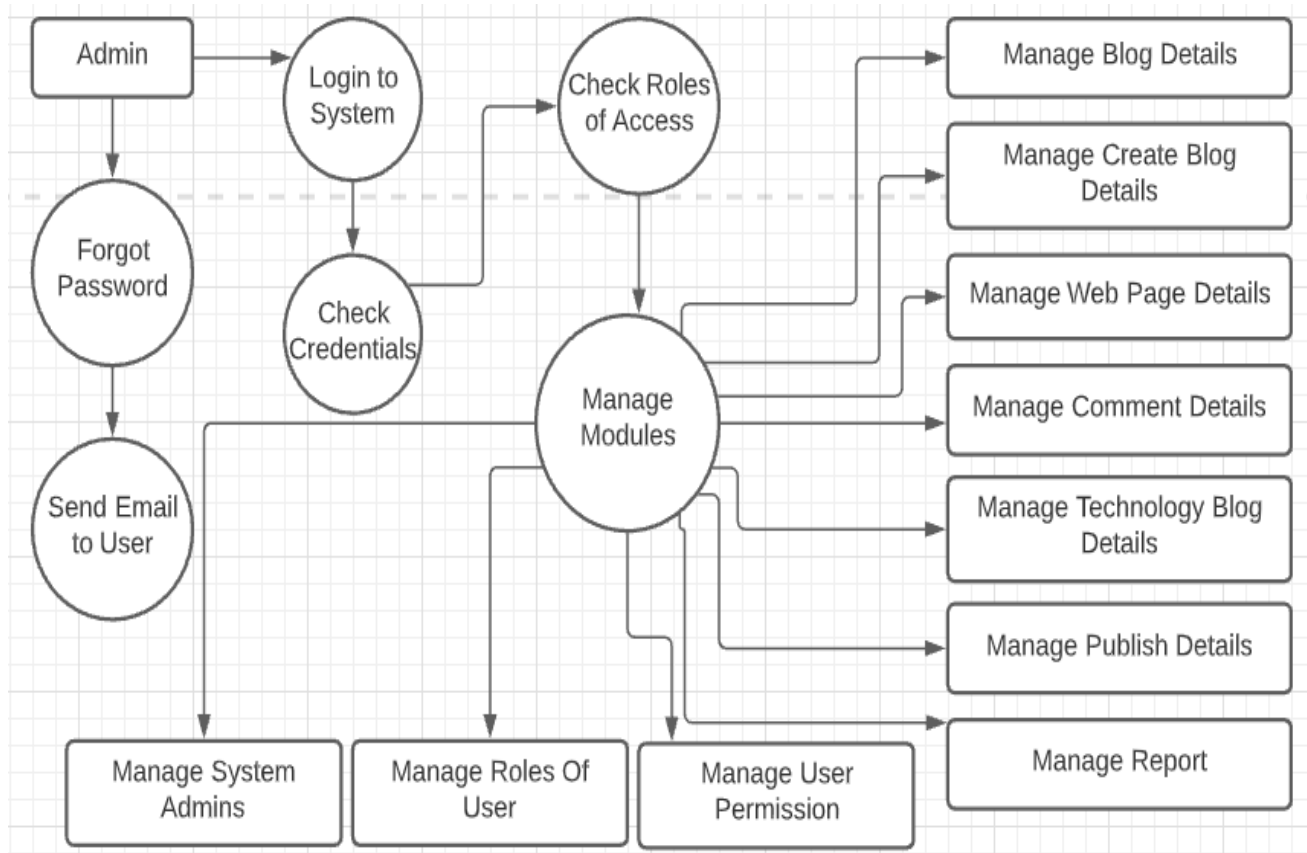 Admin
Login to
System
Check Roles
of Access
Manage Blog Details
Manage Create Blog
Details
Forgot
Password
Check
Credentials
Manage Web Page Details
Manage
Modules
Manage Comment Details
Send Email
to User
Manage Technology Blog
Details
Manage Publish Details
Manage System
Admins
Manage Roles Of
User
Manage User
Permission
Manage Report